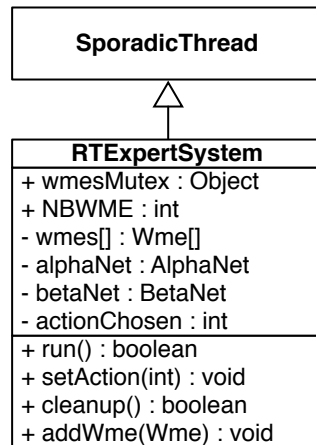 SporadicThread
RTExpertSystem
+ wmesMutex : Object
+ NBWME : int
- wmes[] : Wme[]
- alphaNet : AlphaNet
- betaNet : BetaNet
- actionChosen : int
+ run() : boolean
+ setAction(int) : void
+ cleanup() : boolean
+ addWme(Wme) : void